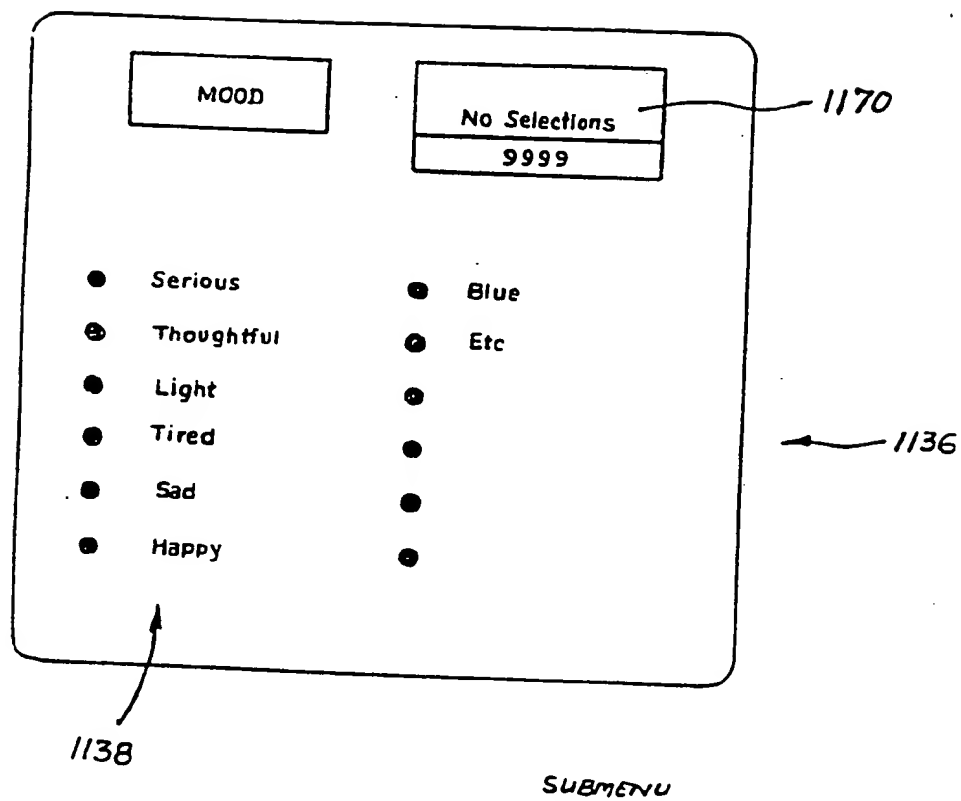 MOOD
1170
No Selections
9999
Serious
Thoughtful
Light
Tired
Sad
Happy
Blue
Etc
1136
1138
SUBMENU